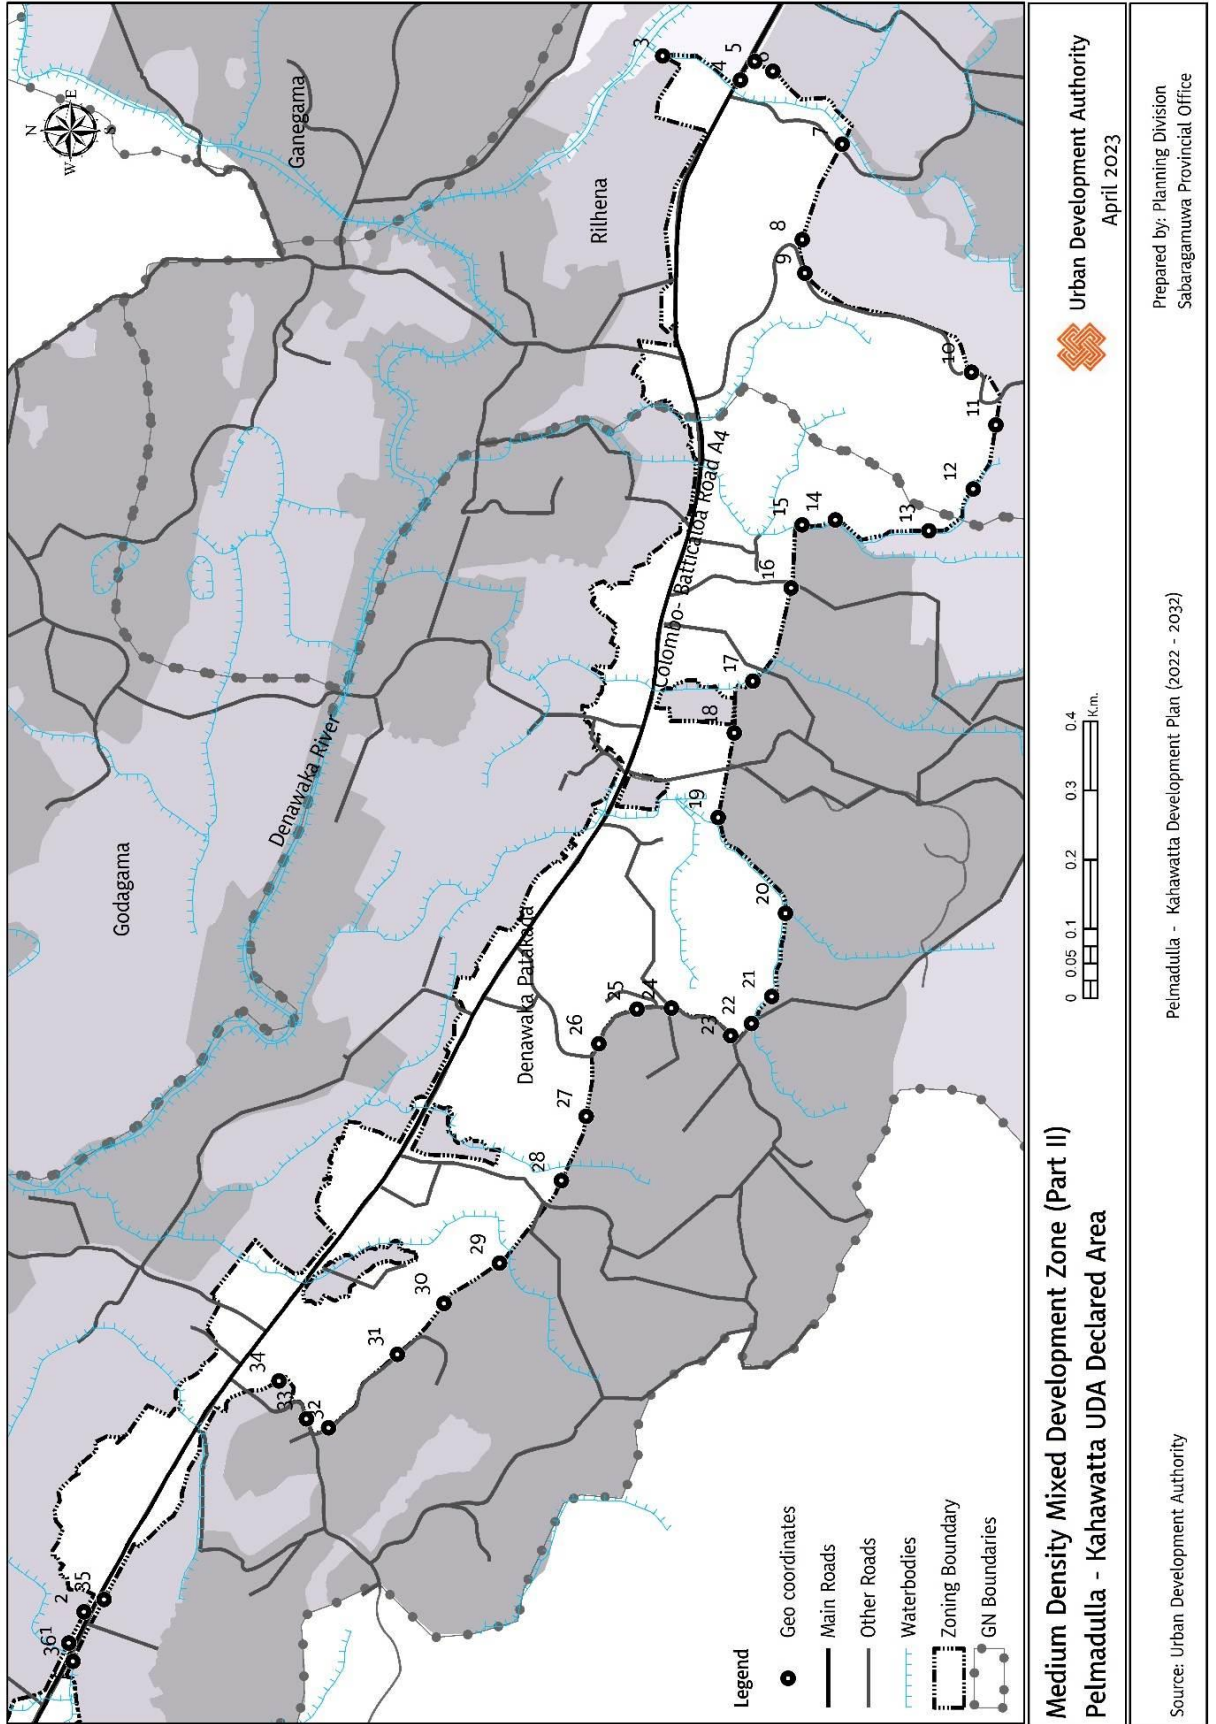 N
E
S
W
Ganegama
Rilhena
Godagama
Denawaka River
Denawaka Patakada
Colombo- Batticaloa Road A4
361
2
35
34
33
32
31
30
29
28
27
26
25
24
23
22
21
20
19
18
17
16
15
14
13
12
11
10
9
8
7
6
5
4
3
Legend
Geo coordinates
Main Roads
Other Roads
Waterbodies
Zoning Boundary
GN Boundaries
0 0.05 0.1 0.2 0.3 0.4
K.m.
Medium Density Mixed Development Zone (Part II)
Pelmadulla - Kahawatta UDA Declared Area
Urban Development Authority
April 2023
Source: Urban Development Authority
Pelmadulla - Kahawatta Development Plan (2022 - 2032)
Prepared by: Planning Division
Sabaragamuwa Provincial Office